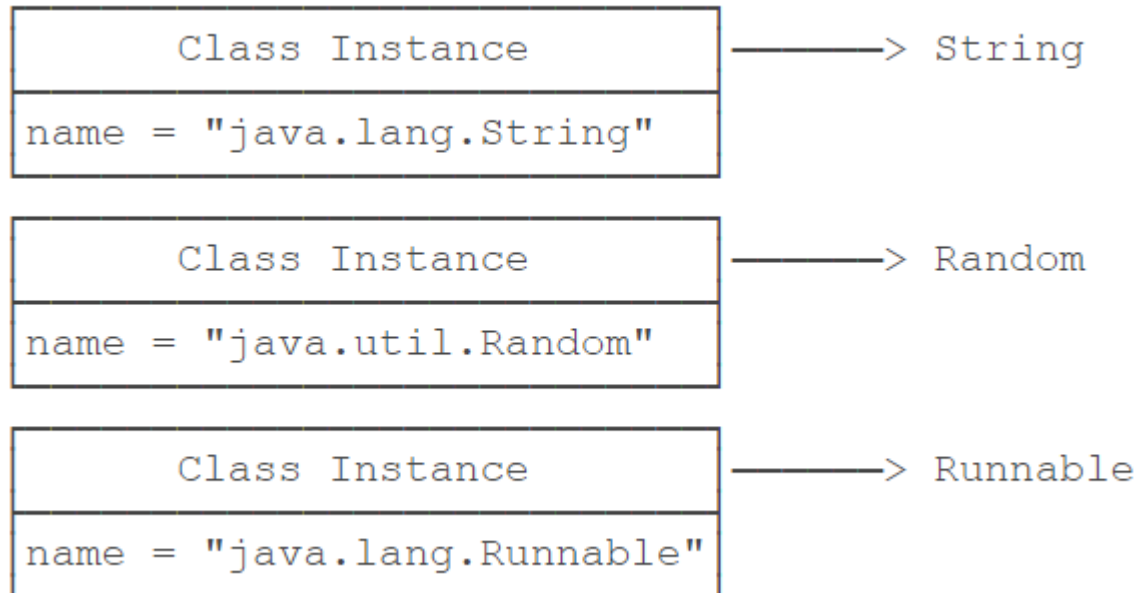 Class Instance ——————> String
name = "java.lang.String"
Class Instance ——————> Random
name = "java.util.Random"
Class Instance ——————> Runnable
name = "java.lang.Runnable"